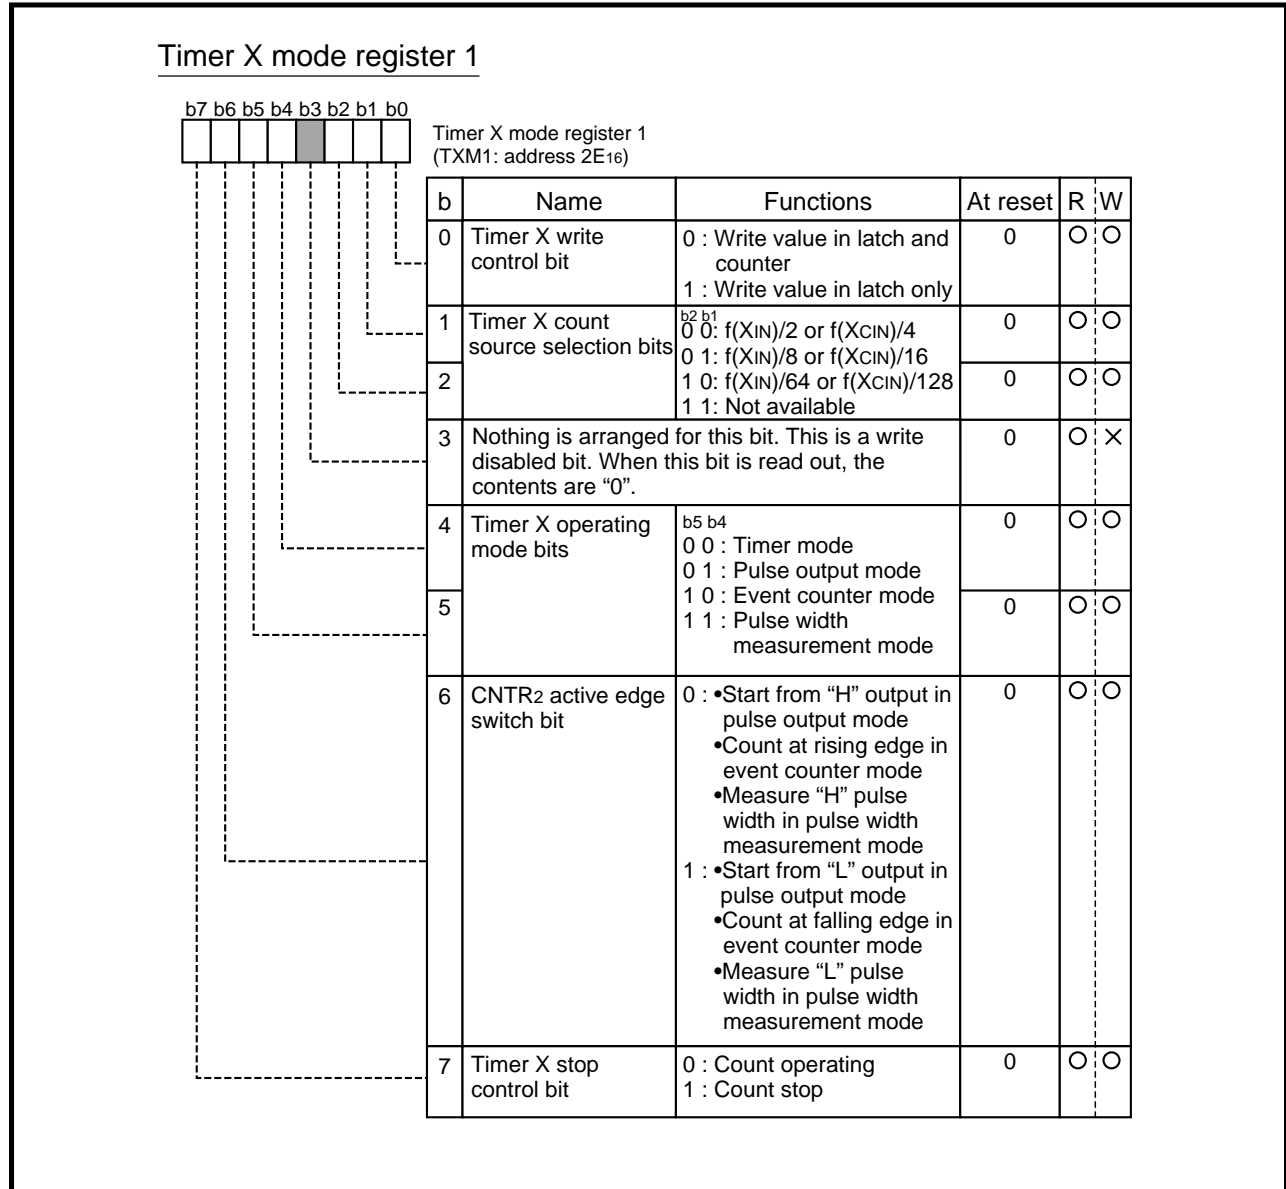 Timer X mode register 1
b7 b6 b5 b4 b3 b2 b1 b0
Timer X mode register 1
(TXM1: address 2E16)
b Name Functions At reset R W
0 Timer X write control bit
0 : Write value in latch and
counter
1 : Write value in latch only
0 ○ ○
1 Timer X count
source selection bits
b2 b1
0 0: f(XIN)/2 or f(XCIN)/4
0 1: f(XIN)/8 or f(XCIN)/16
1 0: f(XIN)/64 or f(XCIN)/128
1 1: Not available
0 ○ ○
2 0 ○ ○
3 Nothing is arranged for this bit. This is a write
disabled bit. When this bit is read out, the
contents are “0”.
0 ○ ×
4 Timer X operating
mode bits
b5 b4
0 0 : Timer mode
0 1 : Pulse output mode
1 0 : Event counter mode
1 1 : Pulse width
measurement mode
0 ○ ○
5 0 ○ ○
6 CNTR2 active edge
switch bit
0 : •Start from “H” output in
pulse output mode
•Count at rising edge in
event counter mode
•Measure “H” pulse
width in pulse width
measurement mode
1 : •Start from “L” output in
pulse output mode
•Count at falling edge in
event counter mode
•Measure “L” pulse
width in pulse width
measurement mode
0 ○ ○
7 Timer X stop
control bit
0 : Count operating
1 : Count stop
0 ○ ○